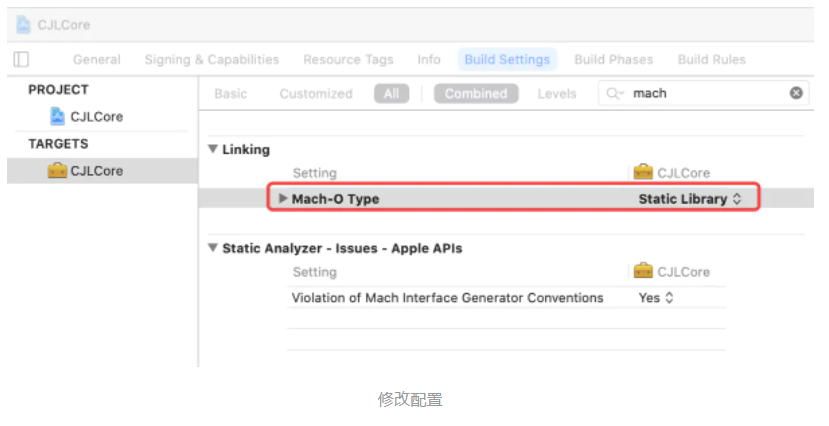 CJLCore
General Signing & Capabilities Resource Tags Info Build Settings Build Phases Build Rules
PROJECT
CJLCore
TARGETS
CJLCore
Basic Customized All Combined Levels mach
Linking
Setting CJLCore
Mach-O Type Static Library
Static Analyzer - Issues - Apple APIs
Setting CJLCore
Violation of Mach Interface Generator Conventions Yes
修改配置